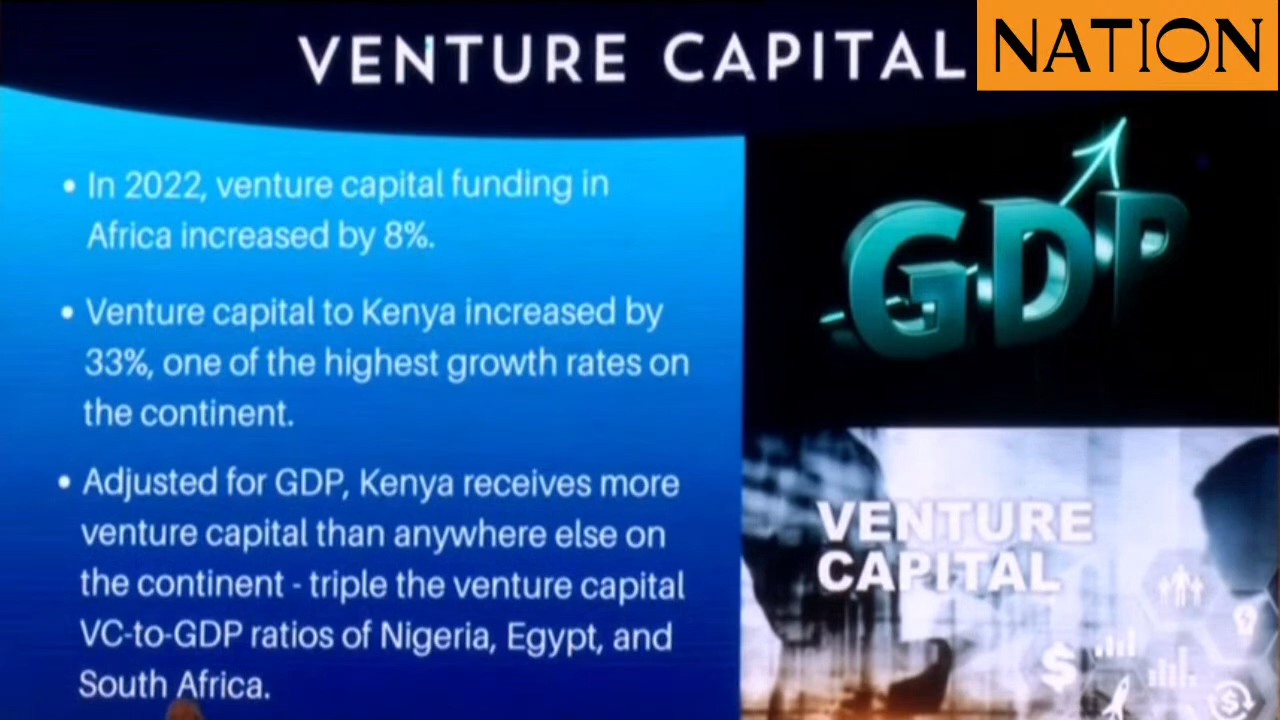 VENTURE CAPITAL
NATION
• In 2022, venture capital funding in
Africa increased by 8%.
• Venture capital to Kenya increased by
33%, one of the highest growth rates on
the continent.
• Adjusted for GDP, Kenya receives more
venture capital than anywhere else on
the continent - triple the venture capital
VC-to-GDP ratios of Nigeria, Egypt, and
South Africa.
GDP
VENTURE
CAPITAL
$
$